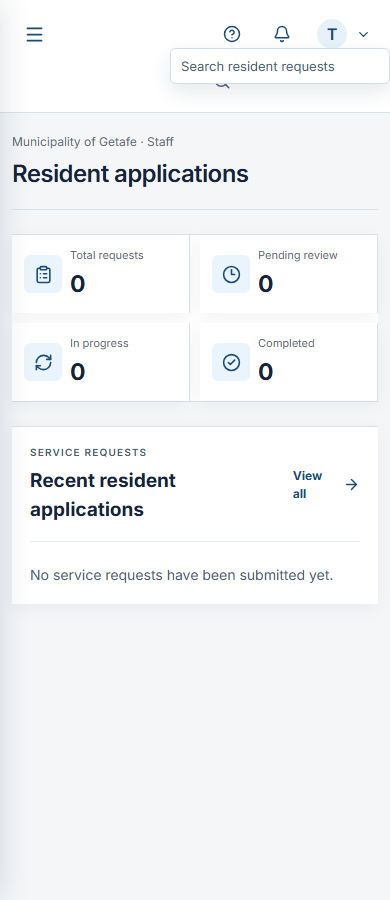 T
Search resident requests
Municipality of Getafe · Staff
Resident applications
Total requests
0
Pending review
0
In progress
0
Completed
0
SERVICE REQUESTS
Recent resident
applications
View
all
No service requests have been submitted yet.